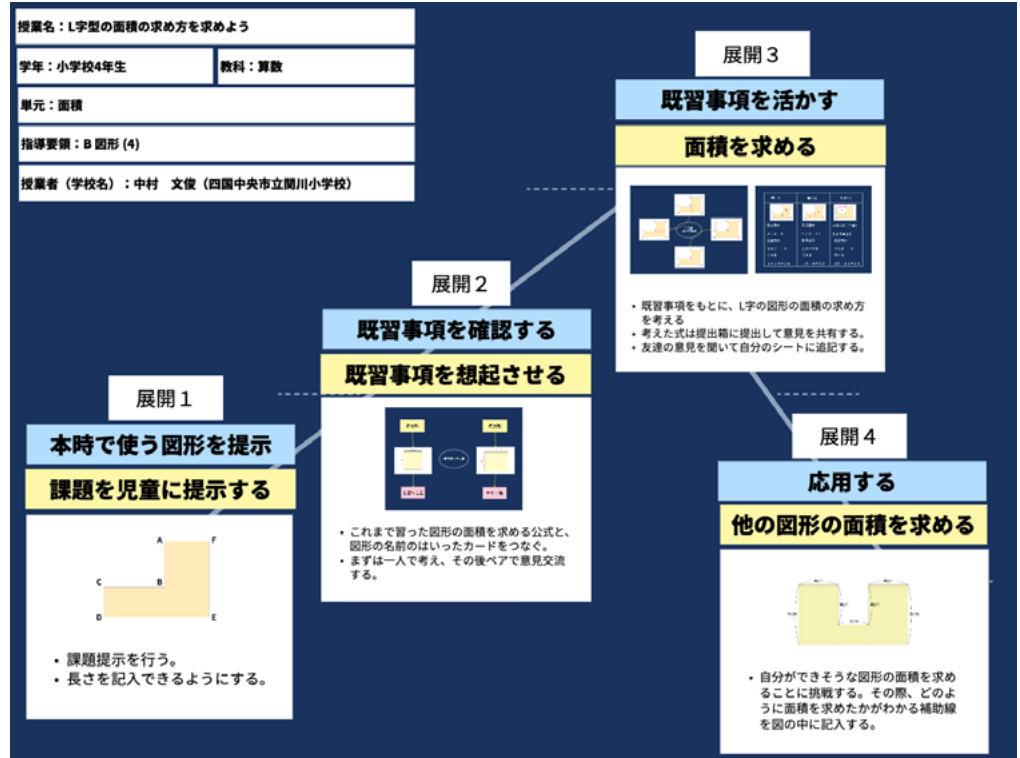 授業名：L字型の面積の求め方を求めよう
学年：小学校4年生
教科：算数
単元：面積
指導要領：B 図形 (4)
授業者（学校名）：中村　文俊（四国中央市立関川小学校）
展開１
本時で使う図形を提示
課題を児童に提示する
A
F
C
B
D
E
・課題提示を行う。
・長さを記入できるようにする。
展開２
既習事項を確認する
既習事項を想起させる
・これまで習った図形の面積を求める公式と、
図形の名前のはいったカードをつなぐ。
・まずは一人で考え、その後ペアで意見交流
する。
展開３
既習事項を活かす
面積を求める
・既習事項をもとに、L字の図形の面積の求め方
を考える
・考えた式は提出箱に提出して意見を共有する。
・友達の意見を聞いて自分のシートに追記する。
展開４
応用する
他の図形の面積を求める
・自分ができそうな図形の面積を求め
ることに挑戦する。その際、どのよ
うに面積を求めたかがわかる補助線
を図の中に記入する。